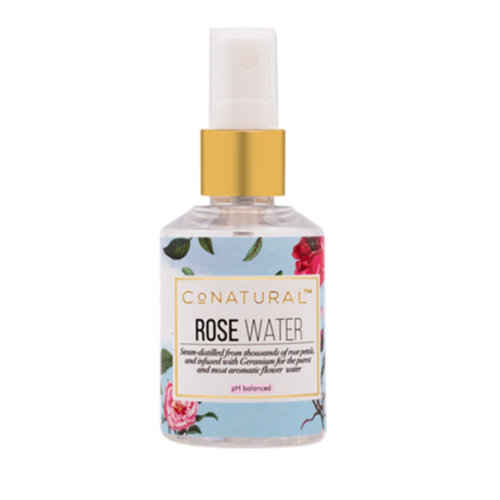 CoNATURAL™
ROSE WATER
Steam-distilled from thousands of rose petals,
and infused with Geranium for the purest
and most aromatic flower water
pH balanced